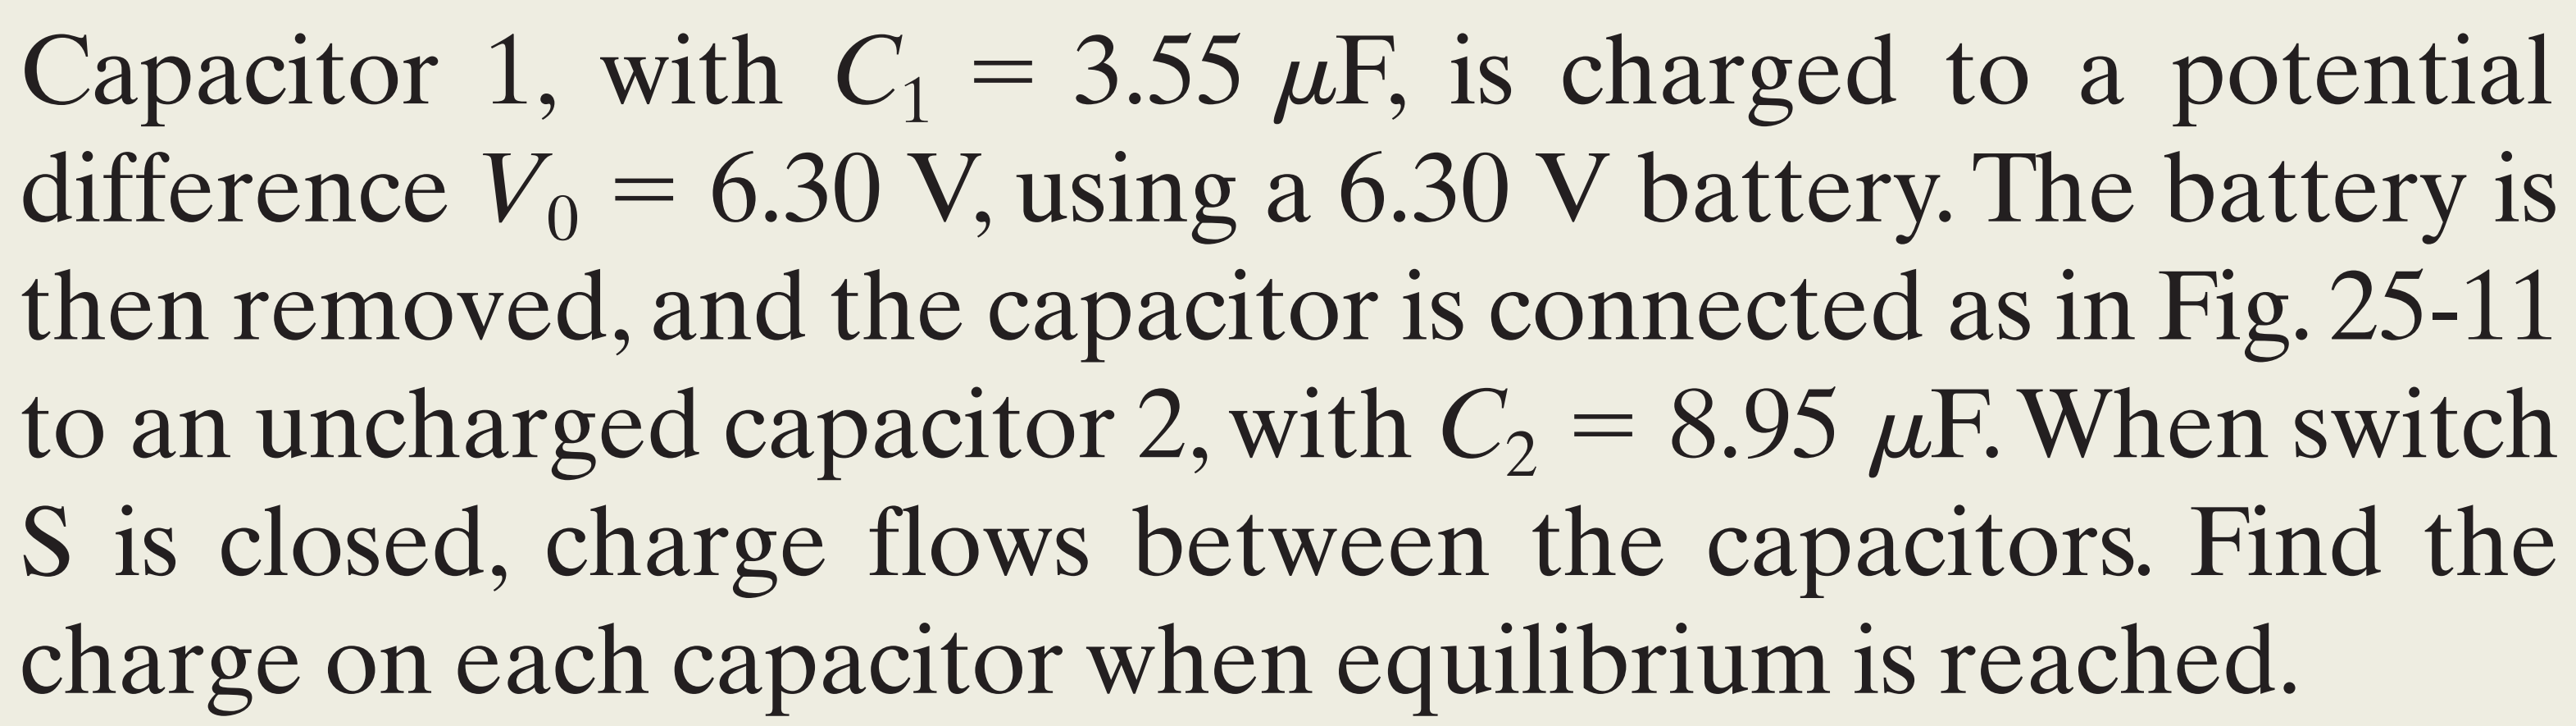 Capacitor 1, with C₁ = 3.55 μF, is charged to a potential
difference V₀ = 6.30 V, using a 6.30 V battery. The battery is
then removed, and the capacitor is connected as in Fig. 25-11
to an uncharged capacitor 2, with C₂ = 8.95 μF. When switch
S is closed, charge flows between the capacitors. Find the
charge on each capacitor when equilibrium is reached.